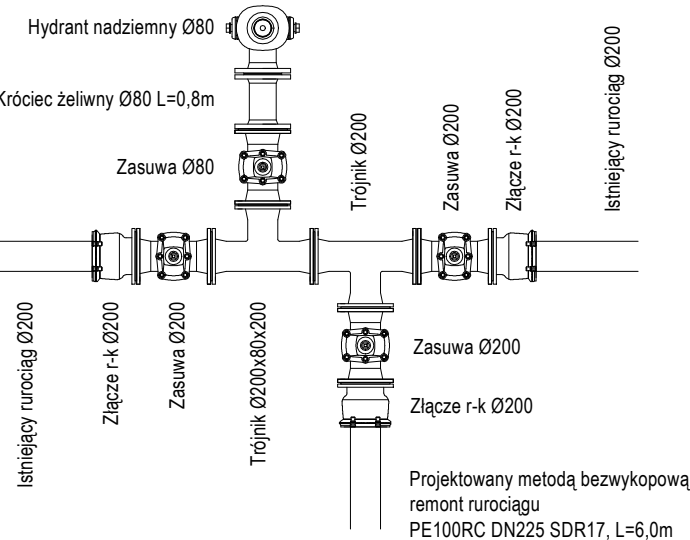 Hydrant nadziemny Ø80
Króciec żeliwny Ø80 L=0,8m
Zasuwa Ø80
Trójnik Ø200
Zasuwa Ø200
Złącze r-k Ø200
Istniejący rurociąg Ø200
Istniejący rurociąg Ø200
Złącze r-k Ø200
Zasuwa Ø200
Trójnik Ø200x80x200
Zasuwa Ø200
Złącze r-k Ø200
Projektowany metodą bezwykopową
remont rurociągu
PE100RC DN225 SDR17, L=6,0m